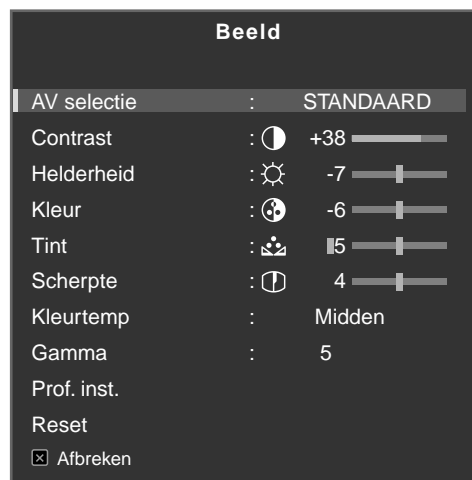 Beeld
AV selectie : STANDAARD
Contrast : +38
Helderheid : -7
Kleur : -6
Tint : 5
Scherpte : 4
Kleurtemp : Midden
Gamma : 5
Prof. inst.
Reset
Afbreken